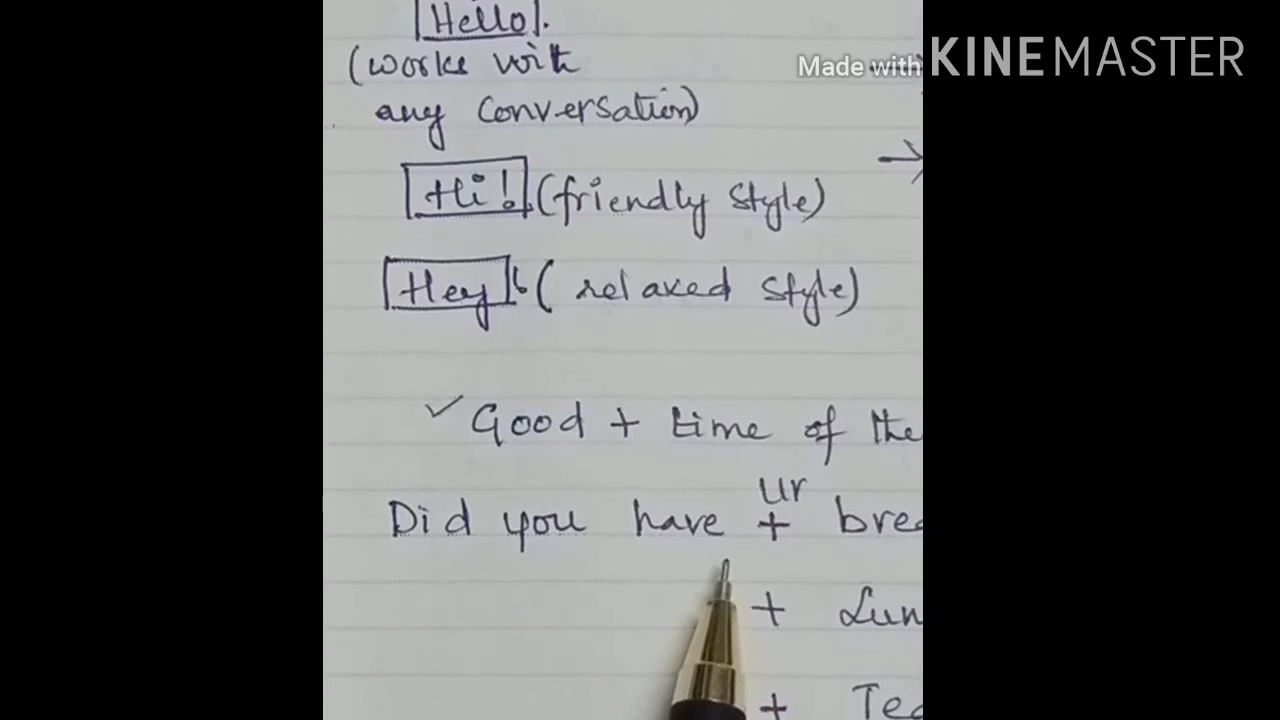 Hello.
(works with
any conversation)
Hi! (friendly style)
Hey! (relaxed style)
✓ Good + time of the
ur
Did you have + brea
+ Lun
+ Tea
Made with KINEMASTER